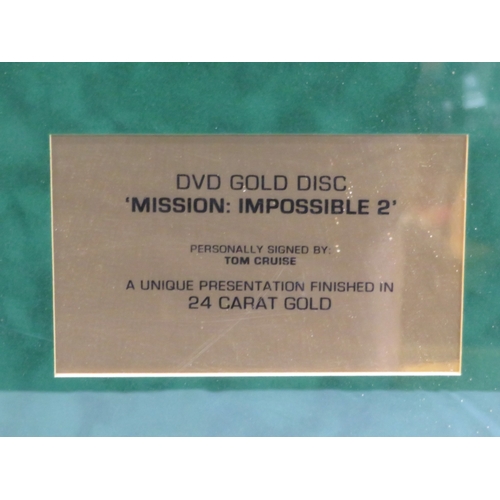 DVD GOLD DISC
'MISSION: IMPOSSIBLE 2'
PERSONALLY SIGNED BY:
TOM CRUISE
A UNIQUE PRESENTATION FINISHED IN
24 CARAT GOLD